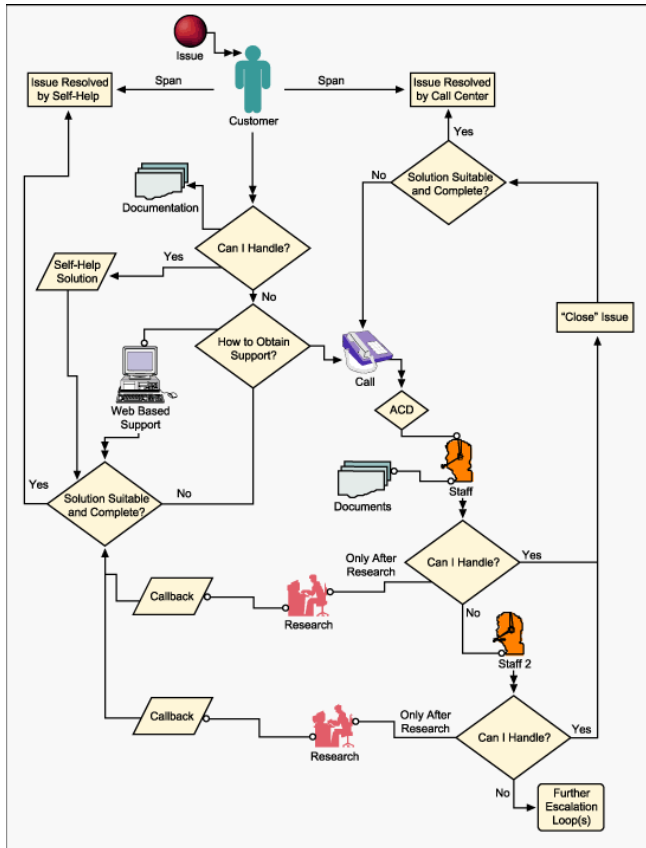 Issue
Issue Resolved
by Self-Help
Span
Span
Issue Resolved
by Call Center
Customer
Yes
Documentation
No
Solution Suitable
and Complete?
Can I Handle?
Self-Help
Solution
Yes
No
"Close" Issue
How to Obtain
Support?
Call
Web Based
Support
ACD
Yes
Solution Suitable
and Complete?
No
Documents
Staff
Only After
Research
Can I Handle?
Yes
Callback
Research
No
Staff 2
Callback
Research
Only After
Research
Can I Handle?
Yes
No
Further
Escalation
Loop(s)